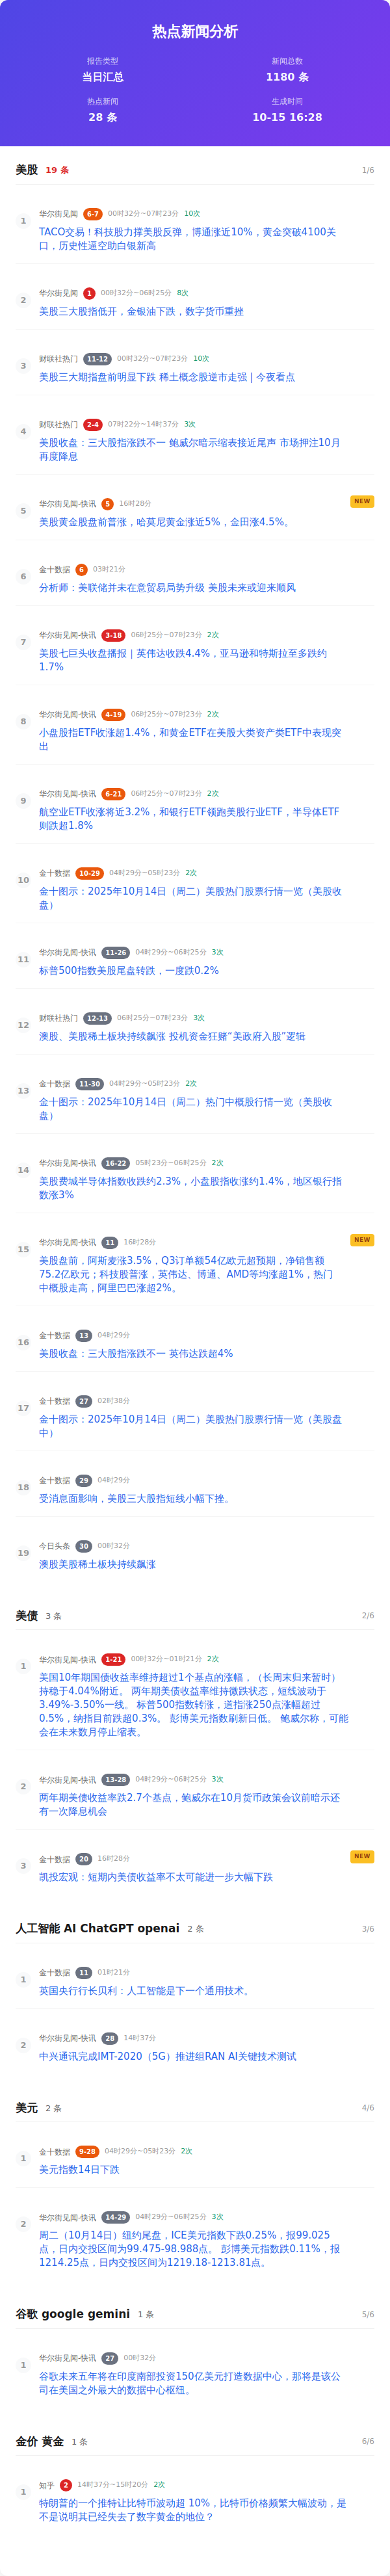 热点新闻分析
报告类型
当日汇总
新闻总数
1180 条
热点新闻
28 条
生成时间
10-15 16:28
美股 19 条 1/6
1
华尔街见闻 6-7 00时32分~07时23分 10次
TACO交易！科技股力撑美股反弹，博通涨近10%，黄金突破4100关
口，历史性逼空助白银新高
2
华尔街见闻 1 00时32分~06时25分 8次
美股三大股指低开，金银油下跌，数字货币重挫
3
财联社热门 11-12 00时32分~07时23分 10次
美股三大期指盘前明显下跌 稀土概念股逆市走强 | 今夜看点
4
财联社热门 2-4 07时22分~14时37分 3次
美股收盘：三大股指涨跌不一 鲍威尔暗示缩表接近尾声 市场押注10月
再度降息
5
华尔街见闻-快讯 5 16时28分 NEW
美股黄金股盘前普涨，哈莫尼黄金涨近5%，金田涨4.5%。
6
金十数据 6 03时21分
分析师：美联储并未在意贸易局势升级 美股未来或迎来顺风
7
华尔街见闻-快讯 3-18 06时25分~07时23分 2次
美股七巨头收盘播报｜英伟达收跌4.4%，亚马逊和特斯拉至多跌约
1.7%
8
华尔街见闻-快讯 4-19 06时25分~07时23分 2次
小盘股指ETF收涨超1.4%，和黄金ETF在美股大类资产类ETF中表现突
出
9
华尔街见闻-快讯 6-21 06时25分~07时23分 2次
航空业ETF收涨将近3.2%，和银行ETF领跑美股行业ETF，半导体ETF
则跌超1.8%
10
金十数据 10-29 04时29分~05时23分 2次
金十图示：2025年10月14日（周二）美股热门股票行情一览（美股收
盘）
11
华尔街见闻-快讯 11-26 04时29分~06时25分 3次
标普500指数美股尾盘转跌，一度跌0.2%
12
财联社热门 12-13 06时25分~07时23分 3次
澳股、美股稀土板块持续飙涨 投机资金狂赌“美政府入股”逻辑
13
金十数据 11-30 04时29分~05时23分 2次
金十图示：2025年10月14日（周二）热门中概股行情一览（美股收
盘）
14
华尔街见闻-快讯 16-22 05时23分~06时25分 2次
美股费城半导体指数收跌约2.3%，小盘股指收涨约1.4%，地区银行指
数涨3%
15
华尔街见闻-快讯 11 16时28分 NEW
美股盘前，阿斯麦涨3.5%，Q3订单额54亿欧元超预期，净销售额
75.2亿欧元；科技股普涨，英伟达、博通、AMD等均涨超1%，热门
中概股走高，阿里巴巴涨超2%。
16
金十数据 13 04时29分
美股收盘：三大股指涨跌不一 英伟达跌超4%
17
金十数据 27 02时38分
金十图示：2025年10月14日（周二）美股热门股票行情一览（美股盘
中）
18
金十数据 29 04时29分
受消息面影响，美股三大股指短线小幅下挫。
19
今日头条 30 00时32分
澳股美股稀土板块持续飙涨
美债 3 条 2/6
1
华尔街见闻-快讯 1-21 00时32分~01时21分 2次
美国10年期国债收益率维持超过1个基点的涨幅，（长周末归来暂时）
持稳于4.04%附近。 两年期美债收益率维持微跌状态，短线波动于
3.49%-3.50%一线。 标普500指数转涨，道指涨250点涨幅超过
0.5%，纳指目前跌超0.3%。 彭博美元指数刷新日低。 鲍威尔称，可能
会在未来数月停止缩表。
2
华尔街见闻-快讯 13-28 04时29分~06时25分 3次
两年期美债收益率跌2.7个基点，鲍威尔在10月货币政策会议前暗示还
有一次降息机会
3
金十数据 20 16时28分 NEW
凯投宏观：短期内美债收益率不太可能进一步大幅下跌
人工智能 AI ChatGPT openai 2 条 3/6
1
金十数据 11 01时21分
英国央行行长贝利：人工智能是下一个通用技术。
2
华尔街见闻-快讯 28 14时37分
中兴通讯完成IMT-2020（5G）推进组RAN AI关键技术测试
美元 2 条 4/6
1
金十数据 9-28 04时29分~05时23分 2次
美元指数14日下跌
2
华尔街见闻-快讯 14-29 04时29分~06时25分 3次
周二（10月14日）纽约尾盘，ICE美元指数下跌0.25%，报99.025
点，日内交投区间为99.475-98.988点。 彭博美元指数跌0.11%，报
1214.25点，日内交投区间为1219.18-1213.81点。
谷歌 google gemini 1 条 5/6
1
华尔街见闻-快讯 27 00时32分
谷歌未来五年将在印度南部投资150亿美元打造数据中心，那将是该公
司在美国之外最大的数据中心枢纽。
金价 黄金 1 条 6/6
1
知乎 2 14时37分~15时20分 2次
特朗普的一个推特让比特币波动超 10%，比特币价格频繁大幅波动，是
不是说明其已经失去了数字黄金的地位？